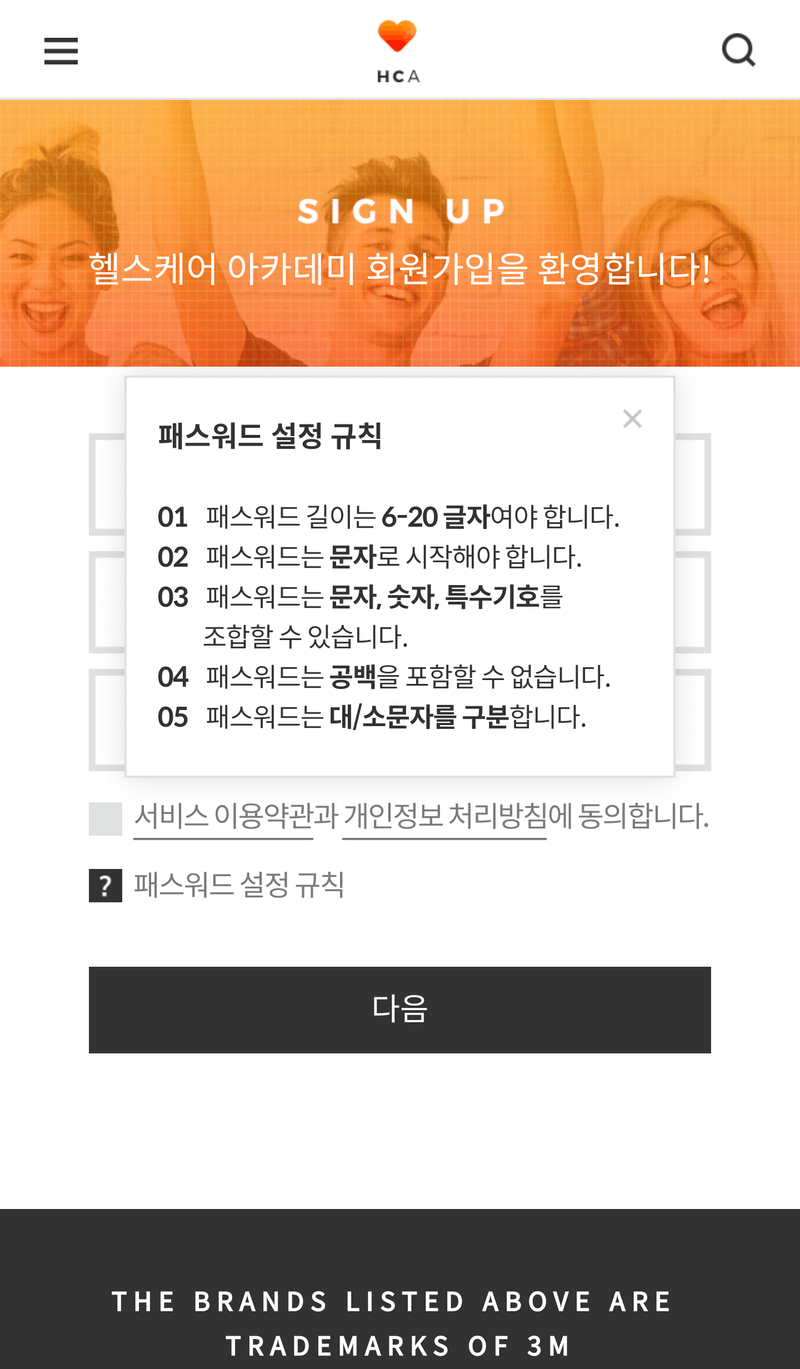 HCA
SIGN UP
헬스케어 아카데미 회원가입을 환영합니다!
패스워드 설정 규칙
01 패스워드 길이는 6-20 글자여야 합니다.
02 패스워드는 문자로 시작해야 합니다.
03 패스워드는 문자, 숫자, 특수기호를
조합할 수 있습니다.
04 패스워드는 공백을 포함할 수 없습니다.
05 패스워드는 대/소문자를 구분합니다.
서비스 이용약관과 개인정보 처리방침에 동의합니다.
? 패스워드 설정 규칙
다음
THE BRANDS LISTED ABOVE ARE
TRADEMARKS OF 3M